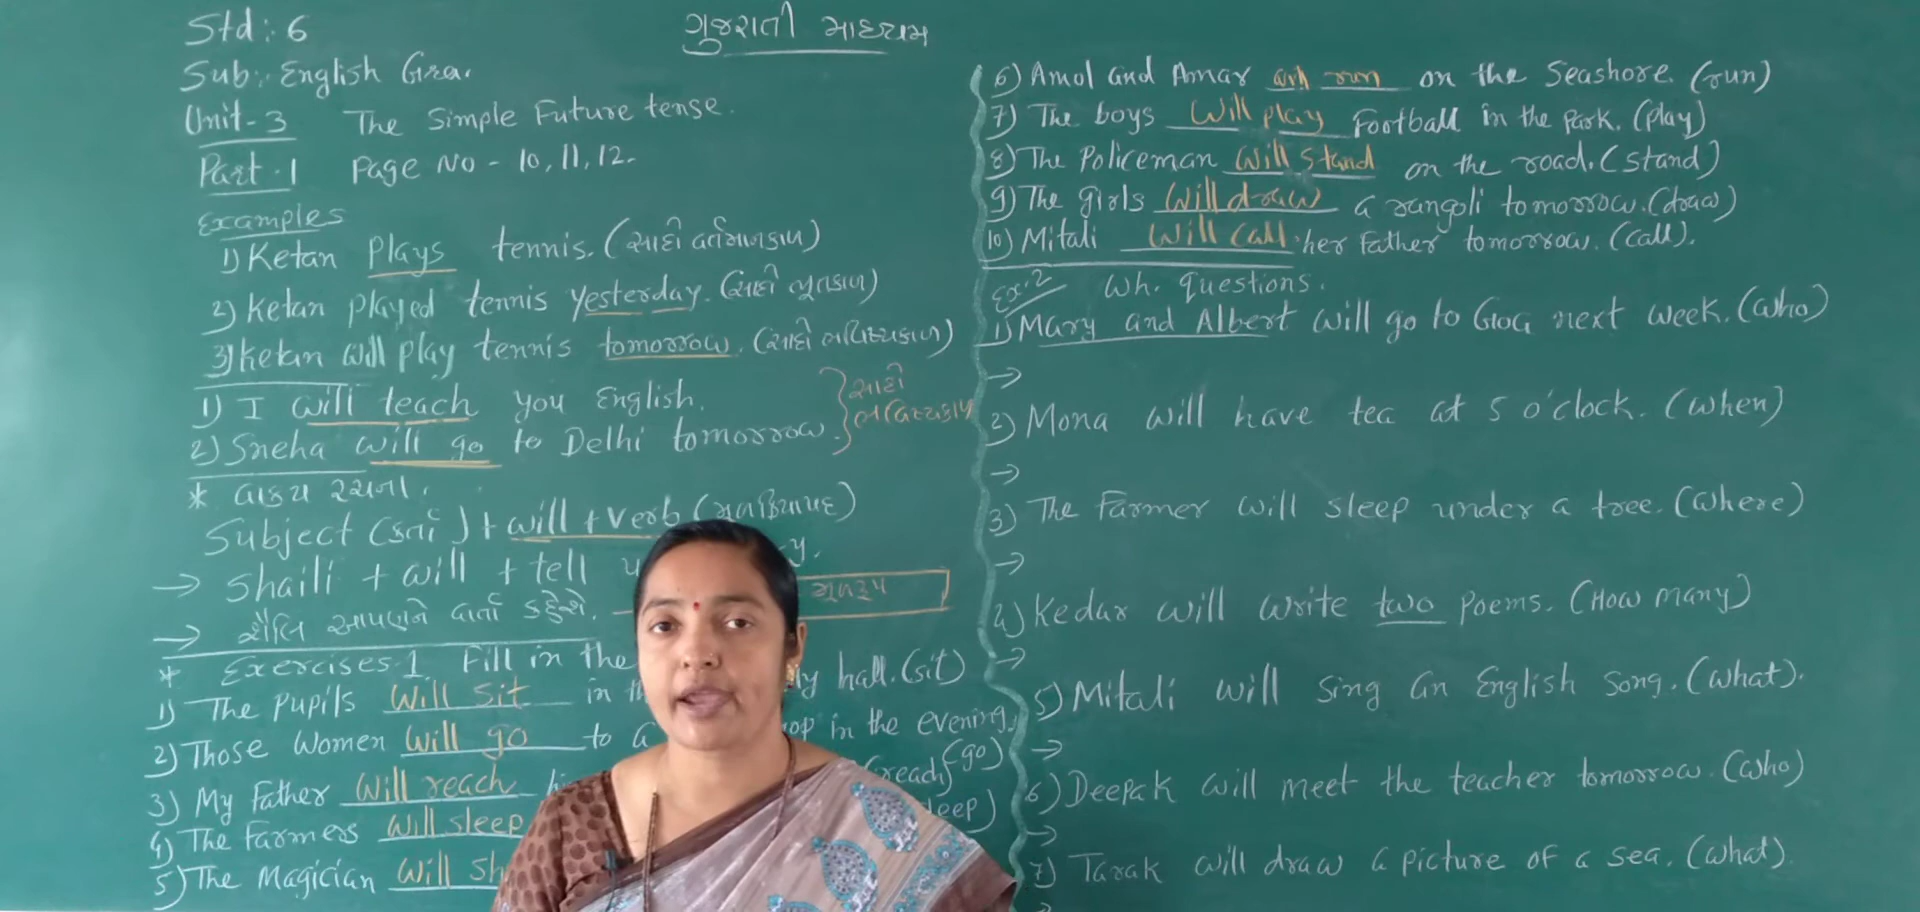 Std : 6
ગુજરાતી માધ્યમ
Sub : English Gra.
Unit - 3 The Simple Future tense.
Part . 1 Page No - 10, 11, 12.
Examples
1) Ketan plays tennis. (સાદો વર્તમાનકાળ)
2) Ketan played tennis yesterday. (સાદો ભૂતકાળ)
3) Ketan will play tennis tomorrow. (સાદો ભવિષ્યકાળ)
1) I will teach you English.
2) Sneha will go to Delhi tomorrow.
સાદો
ભવિષ્યકાળ
* વાક્ય રચના.
Subject (કર્તા) + will + verb (મૂળક્રિયાપદ)
→ Shaili + will + tell
→ શૈલિ આપણને વાર્તા કહેશે.
મૂળરૂપ
* Exercises-1 Fill in the
1) The pupils will sit in hall. (sit)
2) Those women will go to a in the evening. (go)
3) My Father will reach (reach)
4) The Farmers will sleep
5) The Magician will
6) Amol and Amar will run on the Seashore. (run)
7) The boys will play Football in the park. (play)
8) The Policeman will stand on the road. (stand)
9) The girls will draw a rangoli tomorrow. (draw)
10) Mitali will call her Father tomorrow. (call).
Ex. 2 Wh. questions.
1) Mary and Albert will go to Goa next week. (who)
→
2) Mona will have tea at 5 o'clock. (when)
→
3) The Farmer will sleep under a tree. (where)
→
4) Kedar will write two poems. (How many)
→
5) Mitali will sing an English song. (what).
→
6) Deepak will meet the teacher tomorrow. (who)
→
7) Tarak will draw a picture of a sea. (what).
→